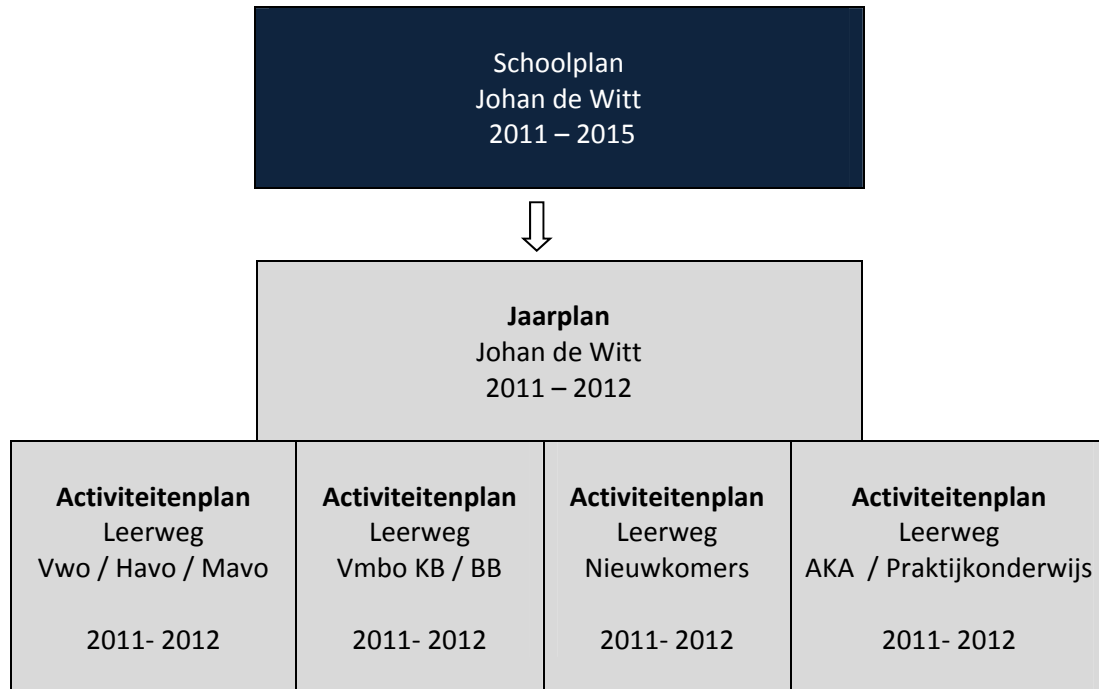 Schoolplan
Johan de Witt
2011 – 2015
Jaarplan
Johan de Witt
2011 – 2012
Activiteitenplan
Leerweg
Vwo / Havo / Mavo
2011- 2012
Activiteitenplan
Leerweg
Vmbo KB / BB
2011- 2012
Activiteitenplan
Leerweg
Nieuwkomers
2011- 2012
Activiteitenplan
Leerweg
AKA / Praktijkonderwijs
2011- 2012